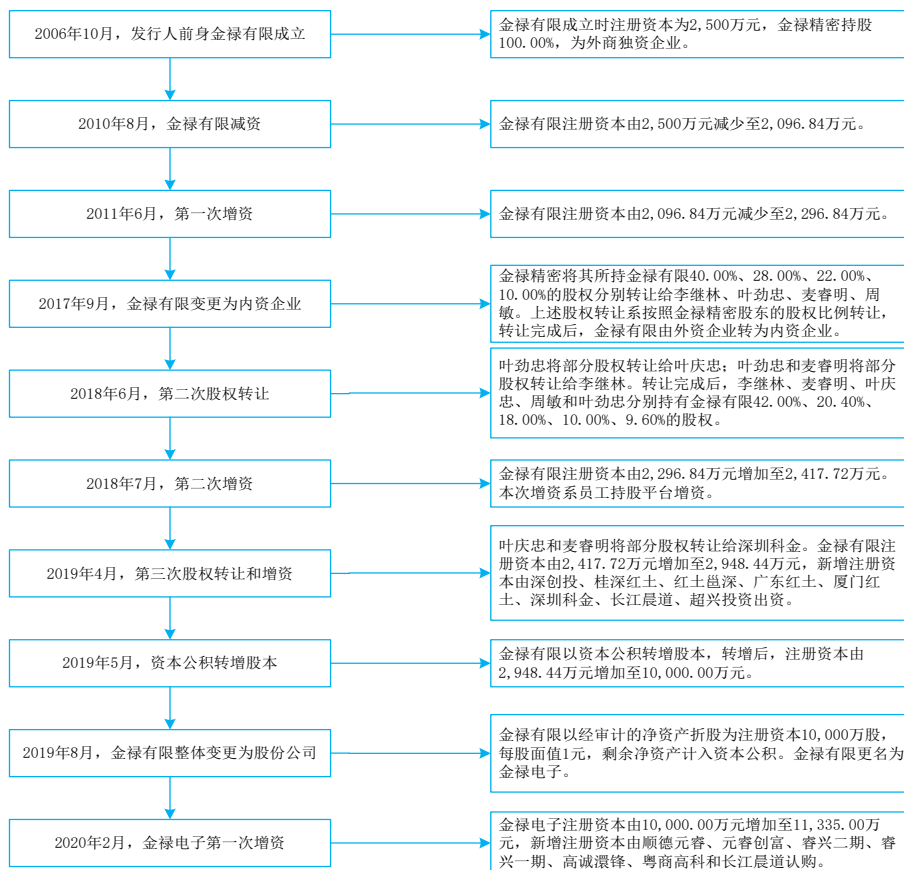 2006年10月，发行人前身金禄有限成立
金禄有限成立时注册资本为2,500万元，金禄精密持股
100.00%，为外商独资企业。
2010年8月，金禄有限减资
金禄有限注册资本由2,500万元减少至2,096.84万元。
2011年6月，第一次增资
金禄有限注册资本由2,096.84万元减少至2,296.84万元。
2017年9月，金禄有限变更为内资企业
金禄精密将其所持金禄有限40.00%、28.00%、22.00%、
10.00%的股权分别转让给李继林、叶劲忠、麦睿明、周
敏。上述股权转让系按照金禄精密股东的股权比例转让，
转让完成后，金禄有限由外资企业转为内资企业。
2018年6月，第二次股权转让
叶劲忠将部分股权转让给叶庆忠；叶劲忠和麦睿明将部分
股权转让给李继林。转让完成后，李继林、麦睿明、叶庆
忠、周敏和叶劲忠分别持有金禄有限42.00%、20.40%、
18.00%、10.00%、9.60%的股权。
2018年7月，第二次增资
金禄有限注册资本由2,296.84万元增加至2,417.72万元。
本次增资系员工持股平台增资。
2019年4月，第三次股权转让和增资
叶庆忠和麦睿明将部分股权转让给深圳科金。金禄有限注
册资本由2,417.72万元增加至2,948.44万元，新增注册资
本由深创投、桂深红土、红土邕深、广东红土、厦门红
土、深圳科金、长江晨道、超兴投资出资。
2019年5月，资本公积转增股本
金禄有限以资本公积转增股本，转增后，注册资本由
2,948.44万元增加至10,000.00万元。
2019年8月，金禄有限整体变更为股份公司
金禄有限以经审计的净资产折股为注册资本10,000万股，
每股面值1元，剩余净资产计入资本公积。金禄有限更名为
金禄电子。
2020年2月，金禄电子第一次增资
金禄电子注册资本由10,000.00万元增加至11,335.00万
元，新增注册资本由顺德元睿、元睿创富、睿兴二期、睿
兴一期、高诚澴锋、粤商高科和长江晨道认购。